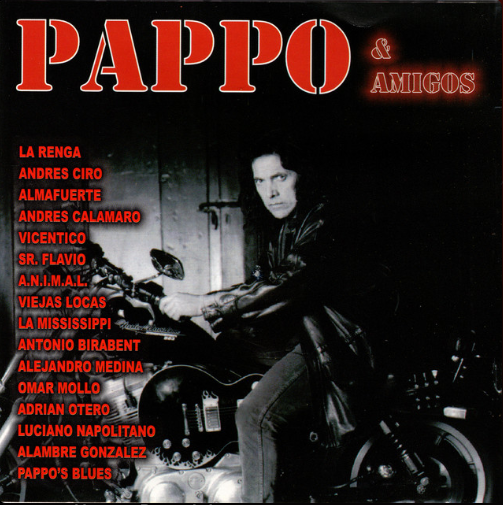 PAPPO
&
AMIGOS
LA RENGA
ANDRES CIRO
ALMAFUERTE
ANDRES CALAMARO
VICENTICO
SR. FLAVIO
A.N.I.M.A.L.
VIEJAS LOCAS
LA MISSISSIPPI
ANTONIO BIRABENT
ALEJANDRO MEDINA
OMAR MOLLO
ADRIAN OTERO
LUCIANO NAPOLITANO
ALAMBRE GONZALEZ
PAPPO'S BLUES